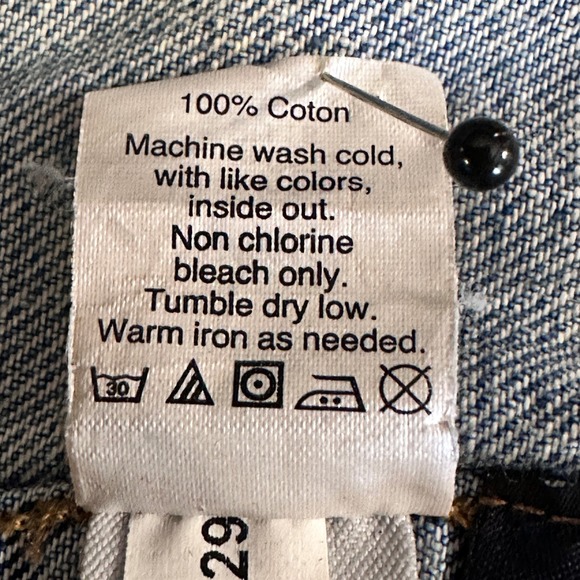 100% Coton
Machine wash cold,
with like colors,
inside out.
Non chlorine
bleach only.
Tumble dry low.
Warm iron as needed.
30
29